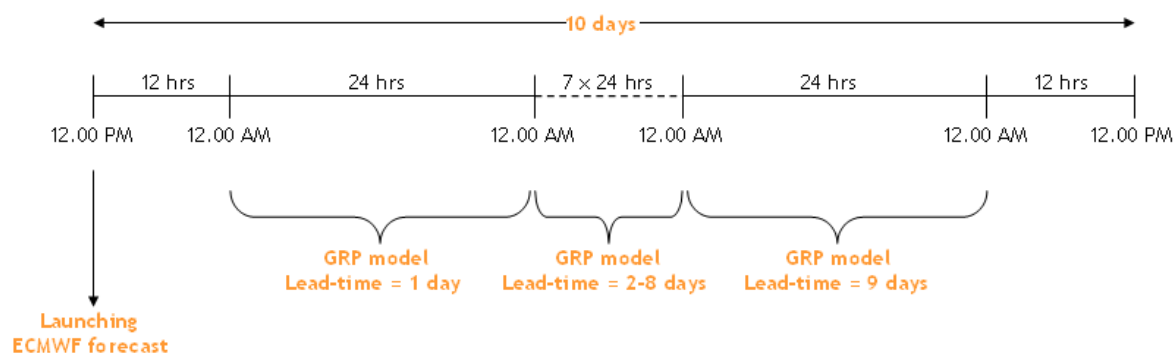 10 days
12 hrs
24 hrs
7 × 24 hrs
24 hrs
12 hrs
12.00 PM
12.00 AM
12.00 AM
12.00 AM
12.00 AM
12.00 PM
GRP model
Lead-time = 1 day
GRP model
Lead-time = 2-8 days
GRP model
Lead-time = 9 days
Launching
ECMWF forecast